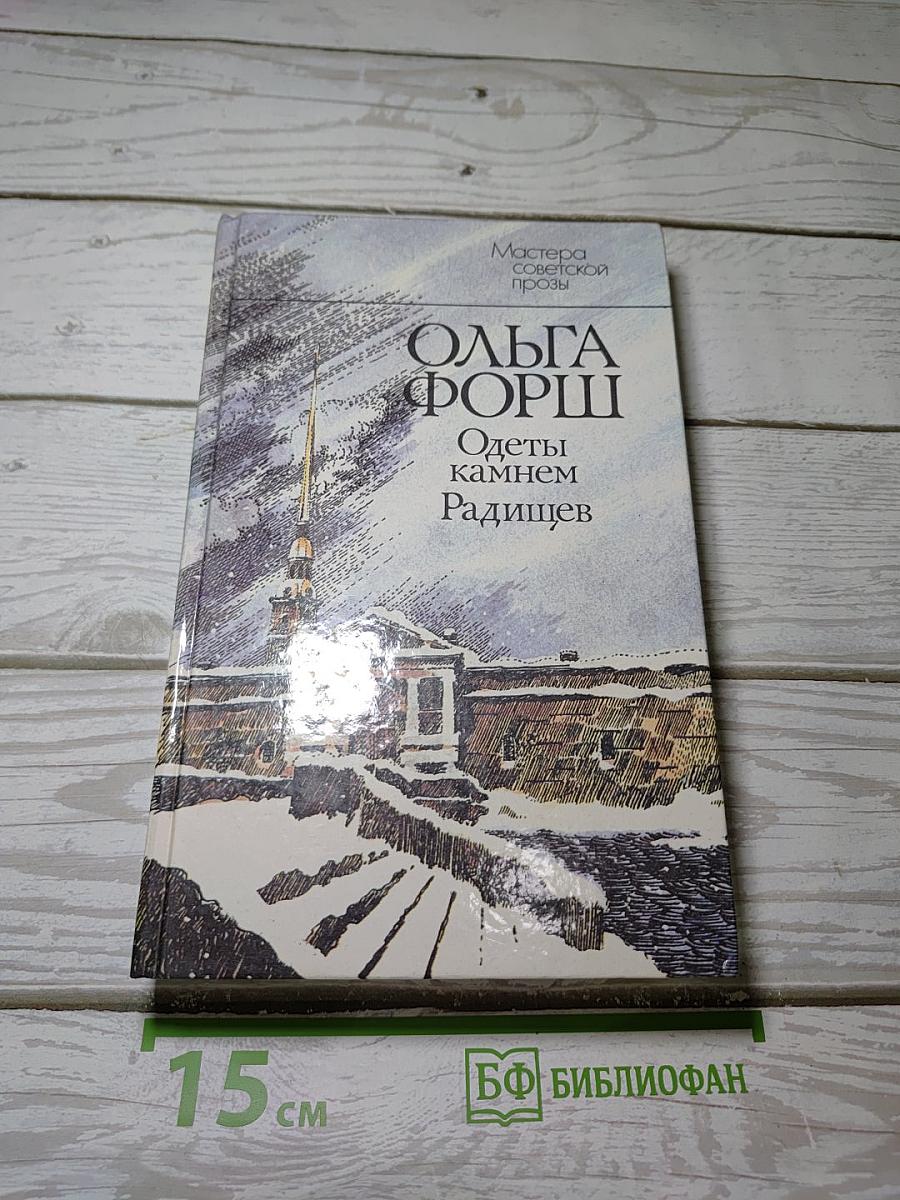 Мастера
советской
прозы
ОЛЬГА
ФОРШ
Одеты
камнем
Радищев
15 см
БФ БИБЛИОФАН